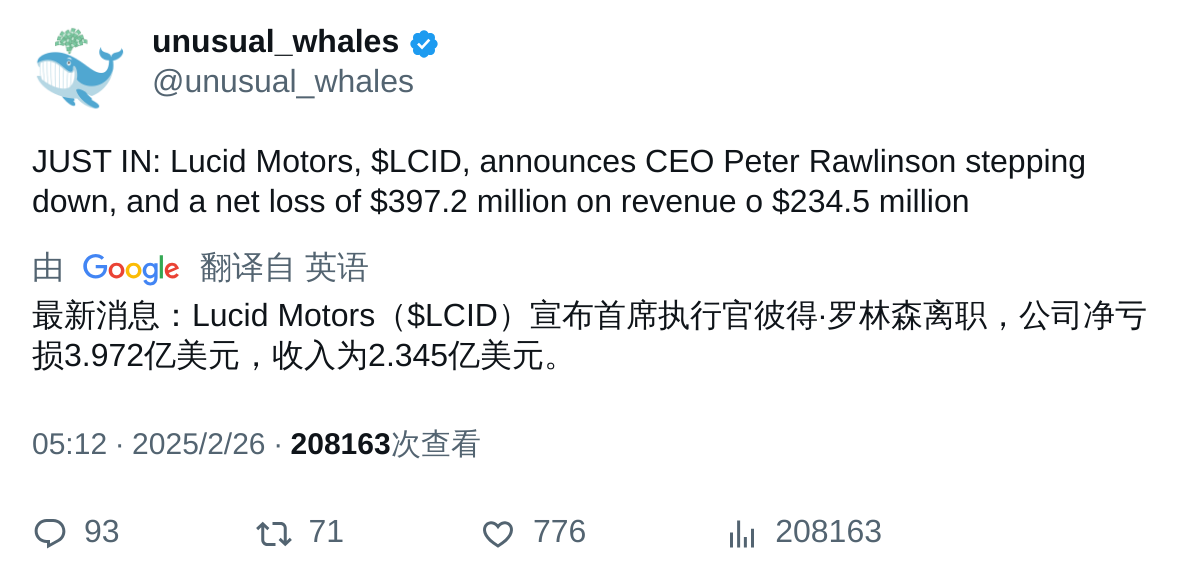 unusual_whales
@unusual_whales
JUST IN: Lucid Motors, $LCID, announces CEO Peter Rawlinson stepping
down, and a net loss of $397.2 million on revenue o $234.5 million
由 Google 翻译自 英语
最新消息：Lucid Motors（$LCID）宣布首席执行官彼得·罗林森离职，公司净亏
损3.972亿美元，收入为2.345亿美元。
05:12 · 2025/2/26 · 208163次查看
93 71 776 208163